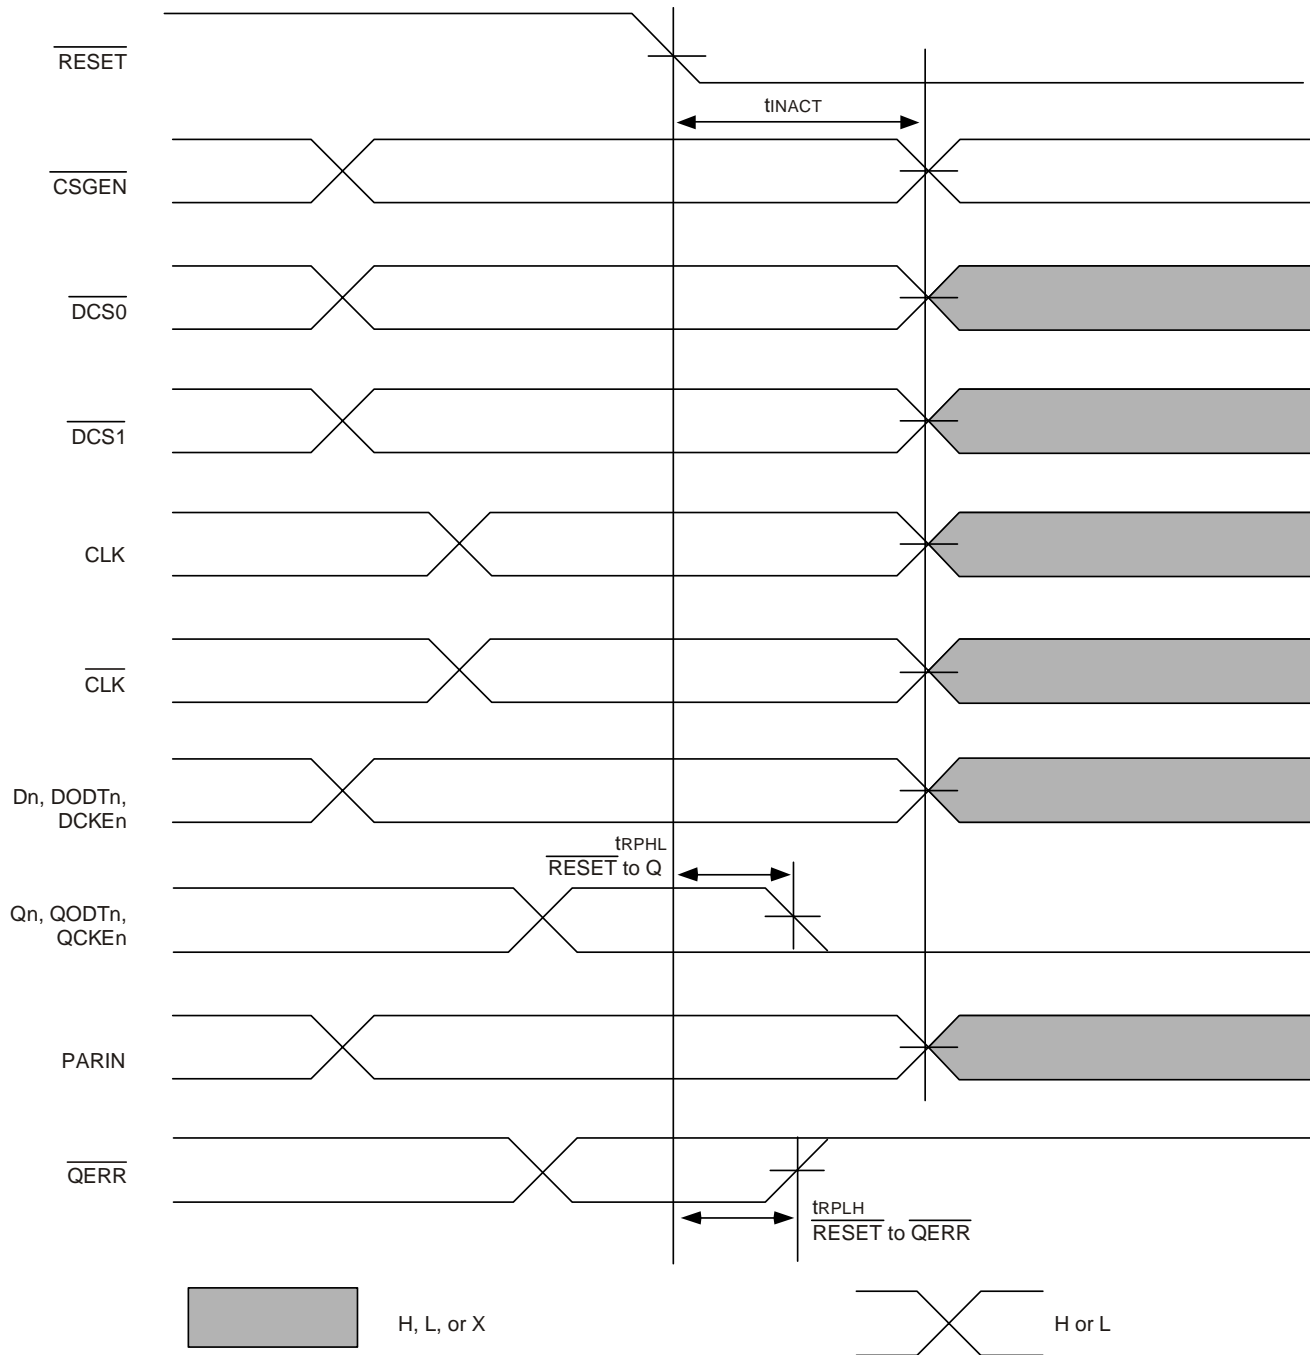 RESET
tINACT
CSGEN
DCS0
DCS1
CLK
CLK
Dn, DODTn,
DCKEn
tRPHL
RESET to Q
Qn, QODTn,
QCKEn
PARIN
QERR
tRPLH
RESET to QERR
H, L, or X
H or L